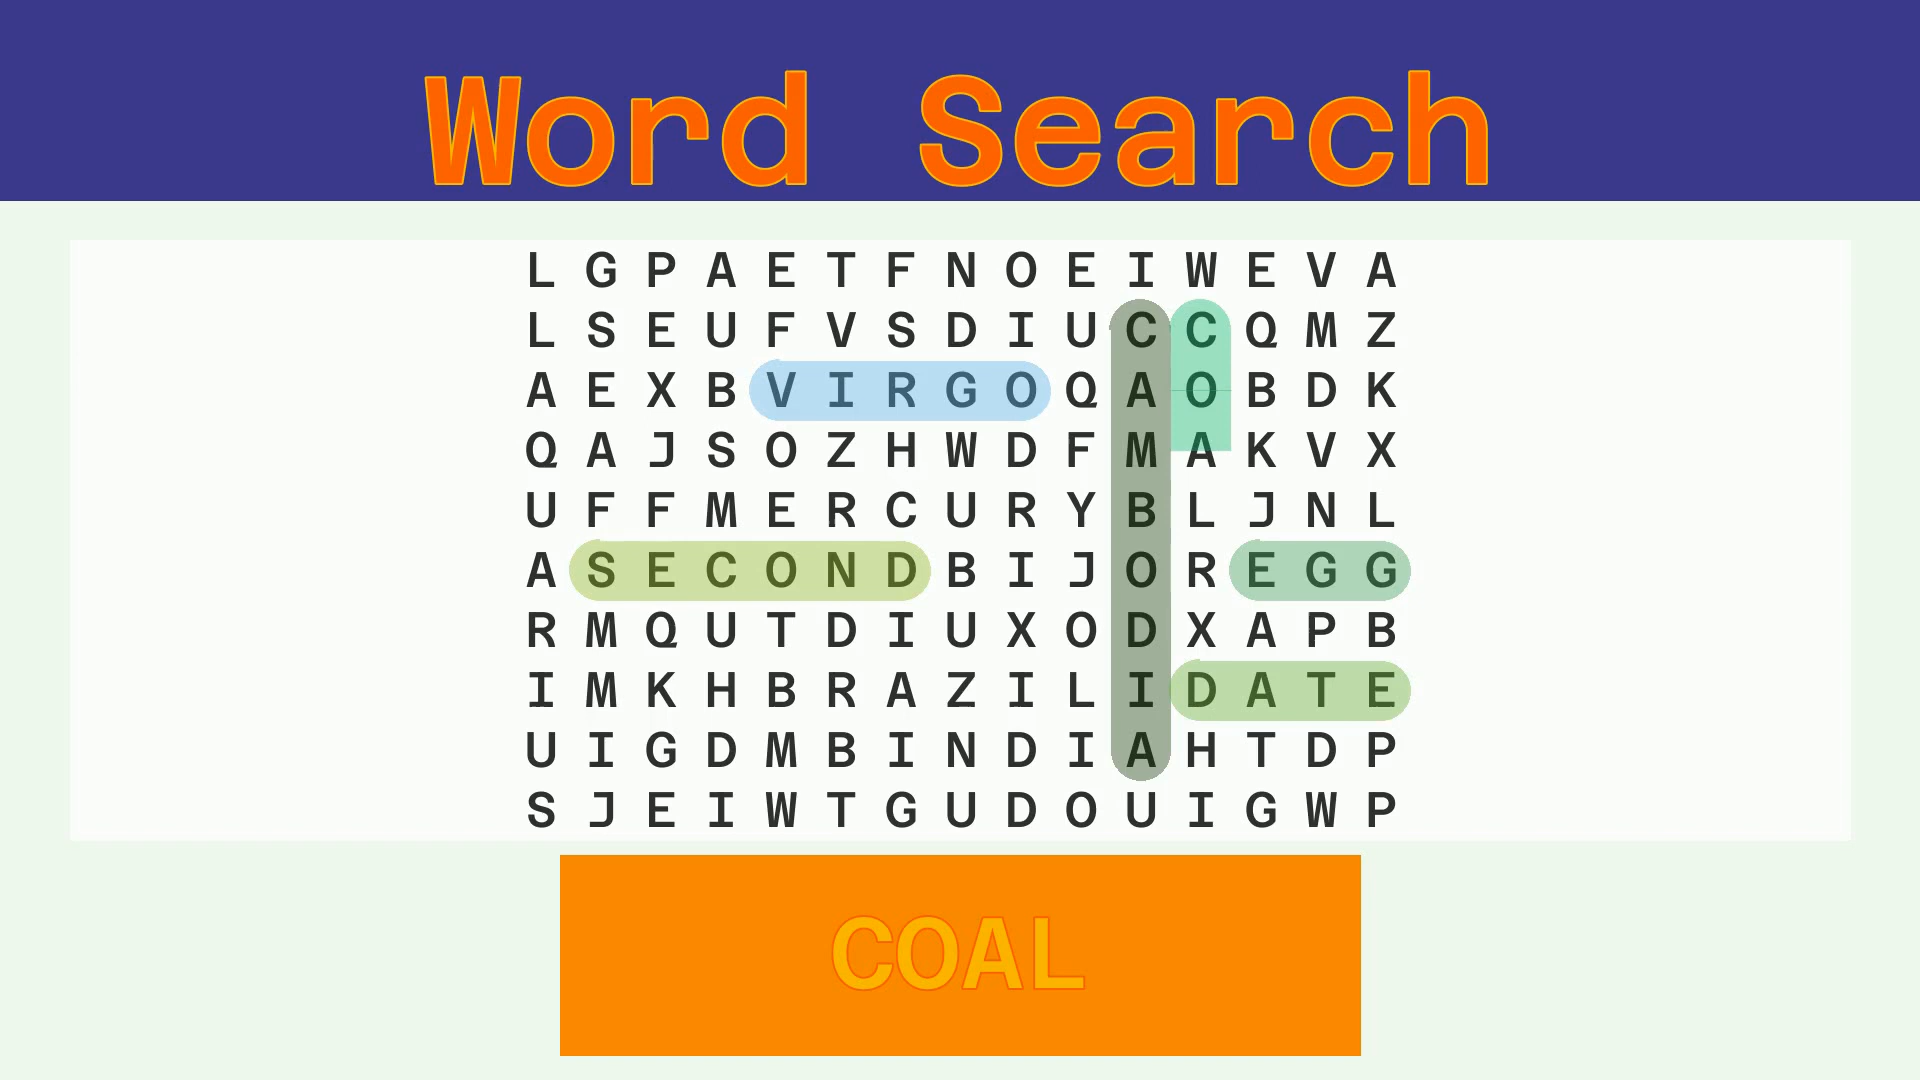 Word Search
L G P A E T F N O E I W E V A
L S E U F V S D I U C C Q M Z
A E X B V I R G O Q A O B D K
Q A J S O Z H W D F M A K V X
U F F M E R C U R Y B L J N L
A S E C O N D B I J O R E G G
R M Q U T D I U X O D X A P B
I M K H B R A Z I L I D A T E
U I G D M B I N D I A H T D P
S J E I W T G U D O U I G W P
COAL